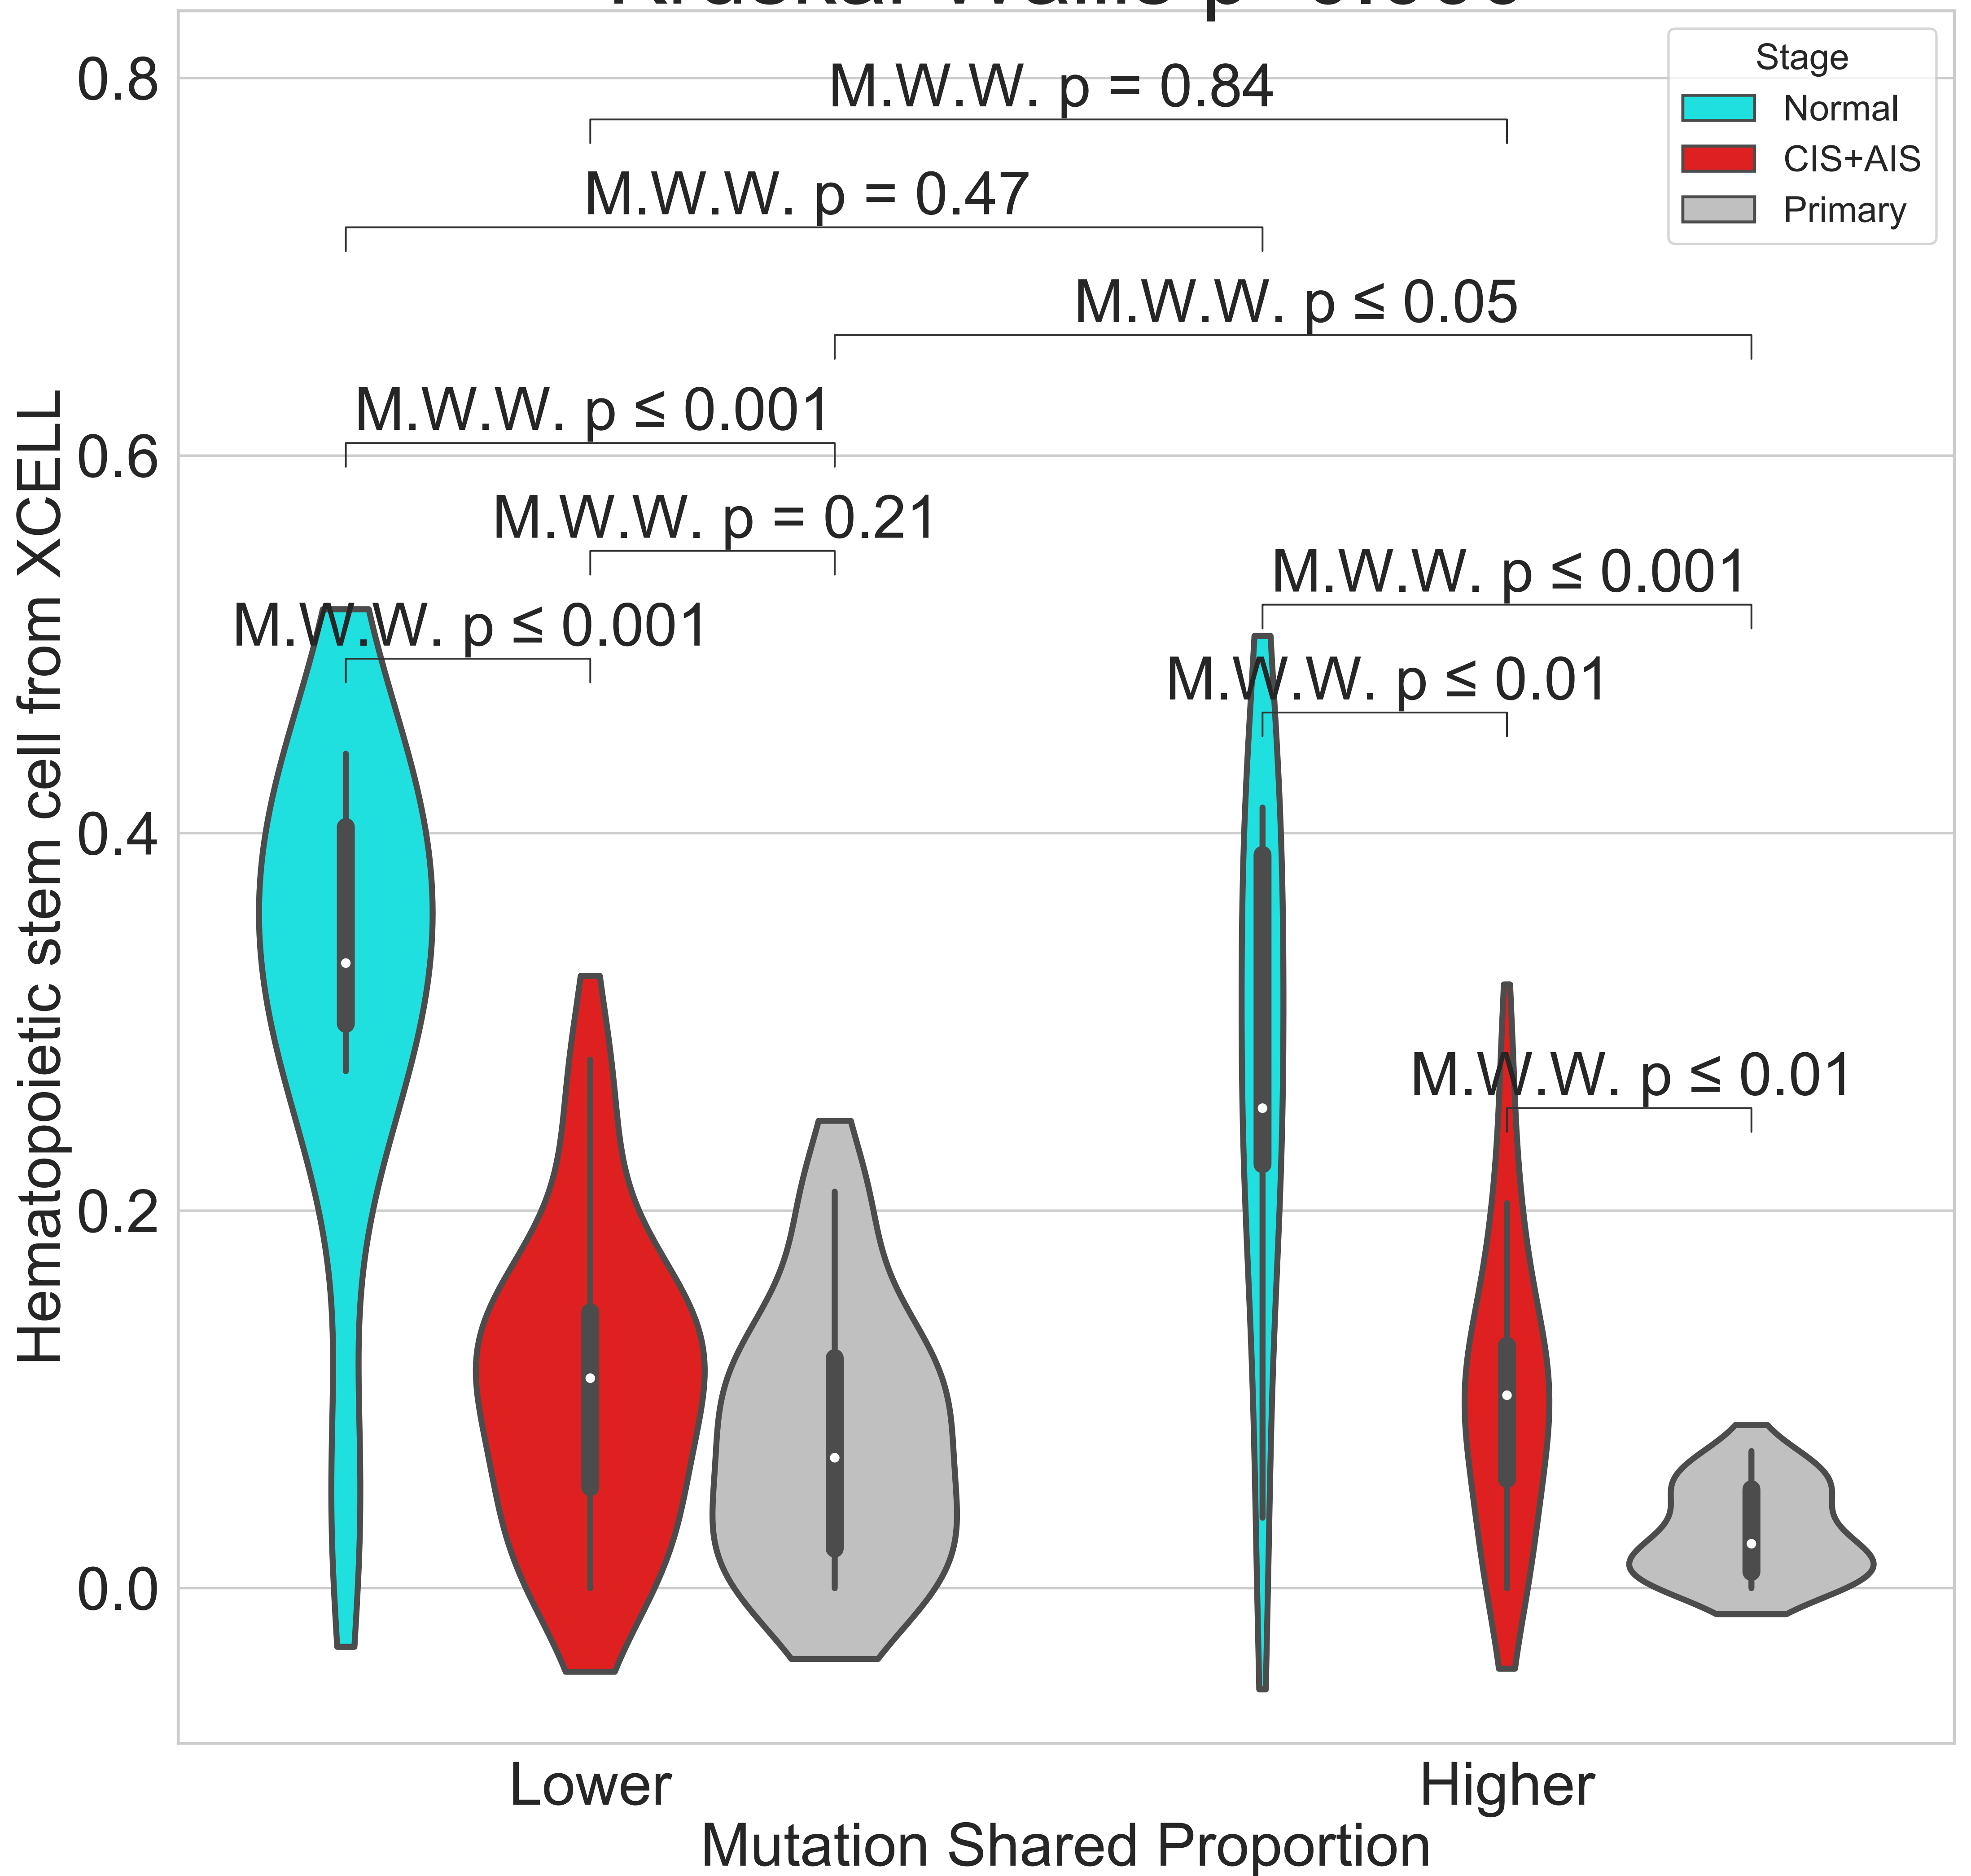 0.8
0.6
0.4
0.2
0.0
Hematopoietic stem cell from XCELL
M.W.W. p = 0.84
M.W.W. p = 0.47
M.W.W. p ≤ 0.05
M.W.W. p ≤ 0.001
M.W.W. p = 0.21
M.W.W. p ≤ 0.001
M.W.W. p ≤ 0.001
M.W.W. p ≤ 0.01
M.W.W. p ≤ 0.01
Stage
Normal
CIS+AIS
Primary
Lower
Higher
Mutation Shared Proportion